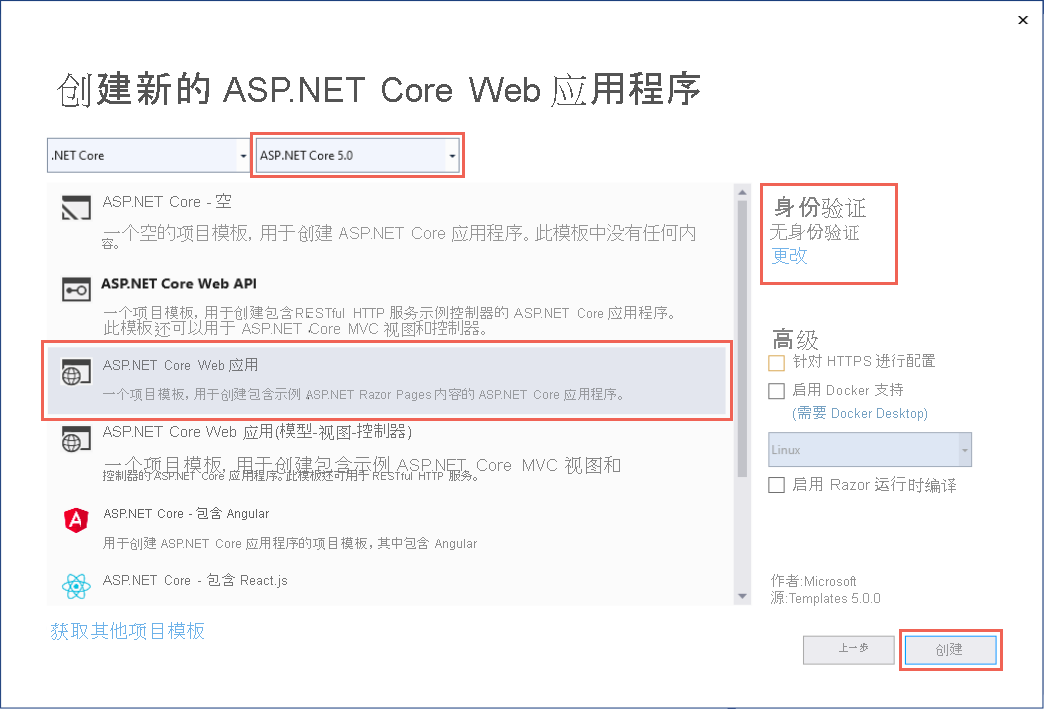 创建新的 ASP.NET Core Web 应用程序
.NET Core
ASP.NET Core 5.0
ASP.NET Core - 空
一个空的项目模板, 用于创建 ASP.NET Core 应用程序。此模板中没有任何内
容。
ASP.NET Core Web API
一个项目模板, 用于创建包含RESTful HTTP 服务示例控制器的 ASP.NET Core 应用程序。
此模板还可以用于 ASP.NET Core MVC 视图和控制器。
ASP.NET Core Web 应用
一个项目模板, 用于创建包含示例 ASP.NET Razor Pages 内容的 ASP.NET Core 应用程序。
ASP.NET Core Web 应用(模型-视图-控制器)
一个项目模板, 用于创建包含示例 ASP.NET Core MVC 视图和
控制器的 ASP.NET Core 应用程序。此模板还可用于 RESTful HTTP 服务。
ASP.NET Core - 包含 Angular
用于创建 ASP.NET Core 应用程序的项目模板, 其中包含 Angular
ASP.NET Core - 包含 React.js
获取其他项目模板
身份验证
无身份验证
更改
高级
针对 HTTPS 进行配置
启用 Docker 支持
(需要 Docker Desktop)
Linux
启用 Razor 运行时编译
作者:Microsoft
源:Templates 5.0.0
上一步
创建